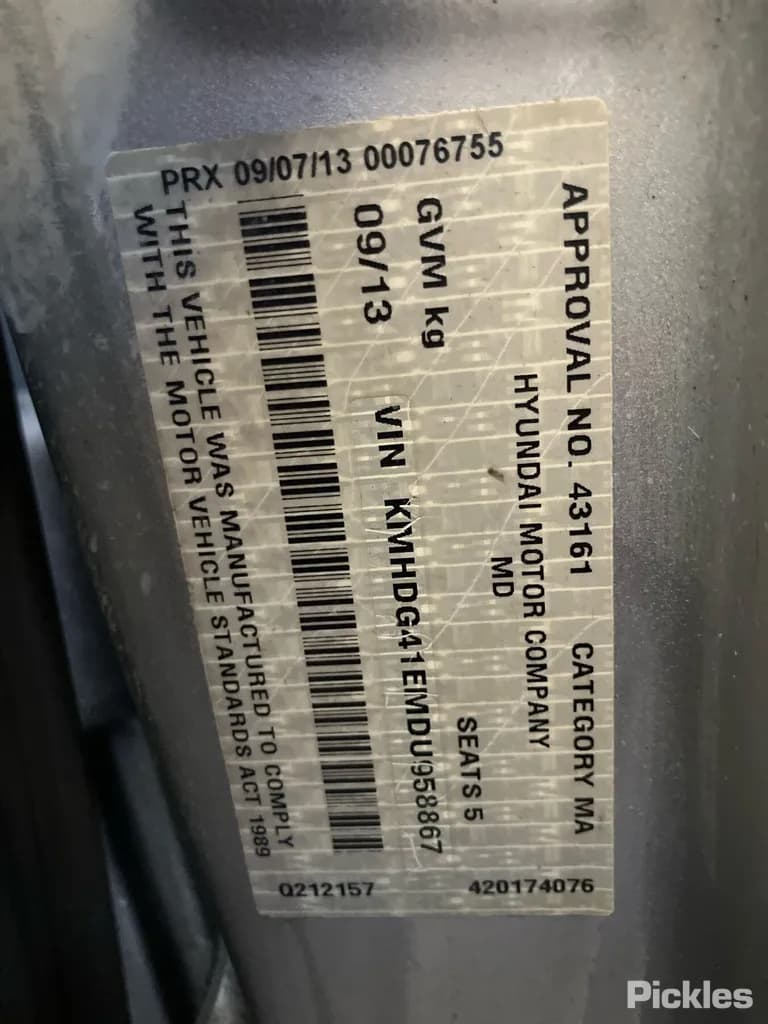 APPROVAL NO. 43161 CATEGORY MA
HYUNDAI MOTOR COMPANY
MD
GVM kg SEATS 5
09/13 VIN KMHDG41EMDU958867
THIS VEHICLE WAS MANUFACTURED TO COMPLY
WITH THE MOTOR VEHICLE STANDARDS ACT 1989
PRX 09/07/13 00076755
Q212157
420174076
Pickles